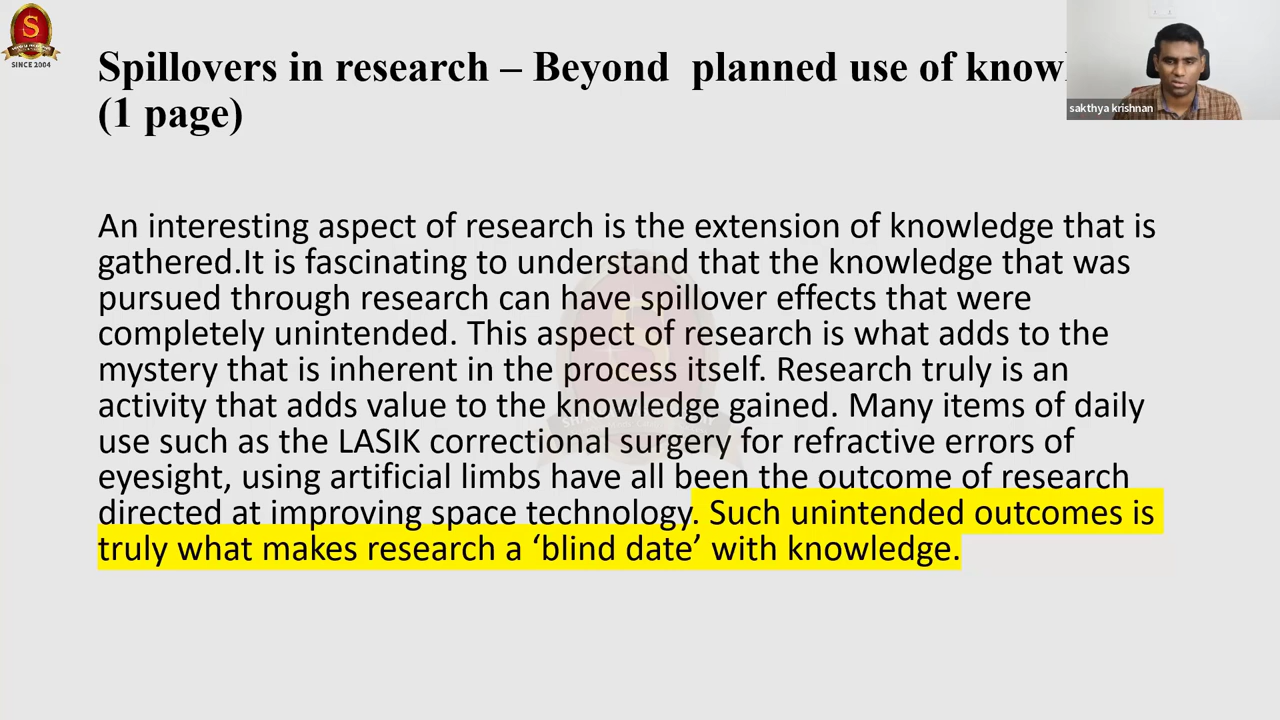 S
SINCE 2004
Spillovers in research – Beyond planned use of
(1 page)
sakthya krishnan
An interesting aspect of research is the extension of knowledge that is
gathered.It is fascinating to understand that the knowledge that was
pursued through research can have spillover effects that were
completely unintended. This aspect of research is what adds to the
mystery that is inherent in the process itself. Research truly is an
activity that adds value to the knowledge gained. Many items of daily
use such as the LASIK correctional surgery for refractive errors of
eyesight, using artificial limbs have all been the outcome of research
directed at improving space technology. Such unintended outcomes is
truly what makes research a ‘blind date’ with knowledge.